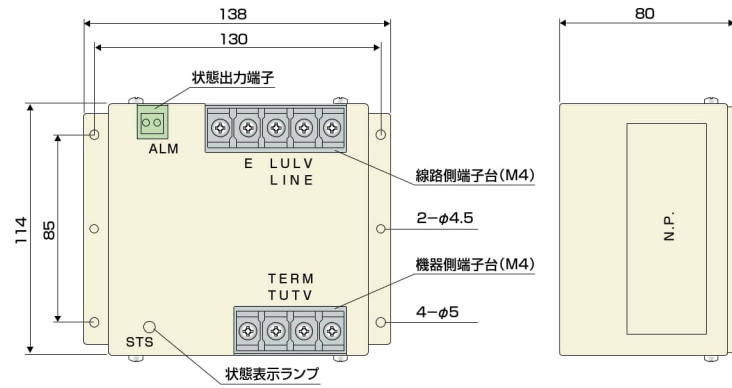 138
80
130
状態出力端子
ALM
E LULV
LINE
線路側端子台(M4)
114
85
2-φ4.5
N.P.
機器側端子台(M4)
TERM
TUTV
4-φ5
STS
状態表示ランプ